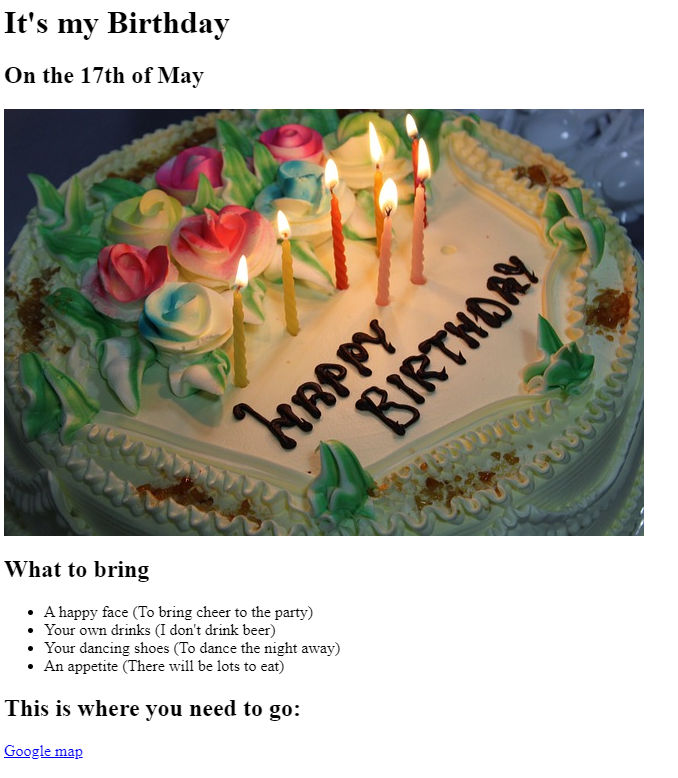 It's my Birthday
On the 17th of May
HAPPY
BIRTHDAY
What to bring
A happy face (To bring cheer to the party)
Your own drinks (I don't drink beer)
Your dancing shoes (To dance the night away)
An appetite (There will be lots to eat)
This is where you need to go:
Google map